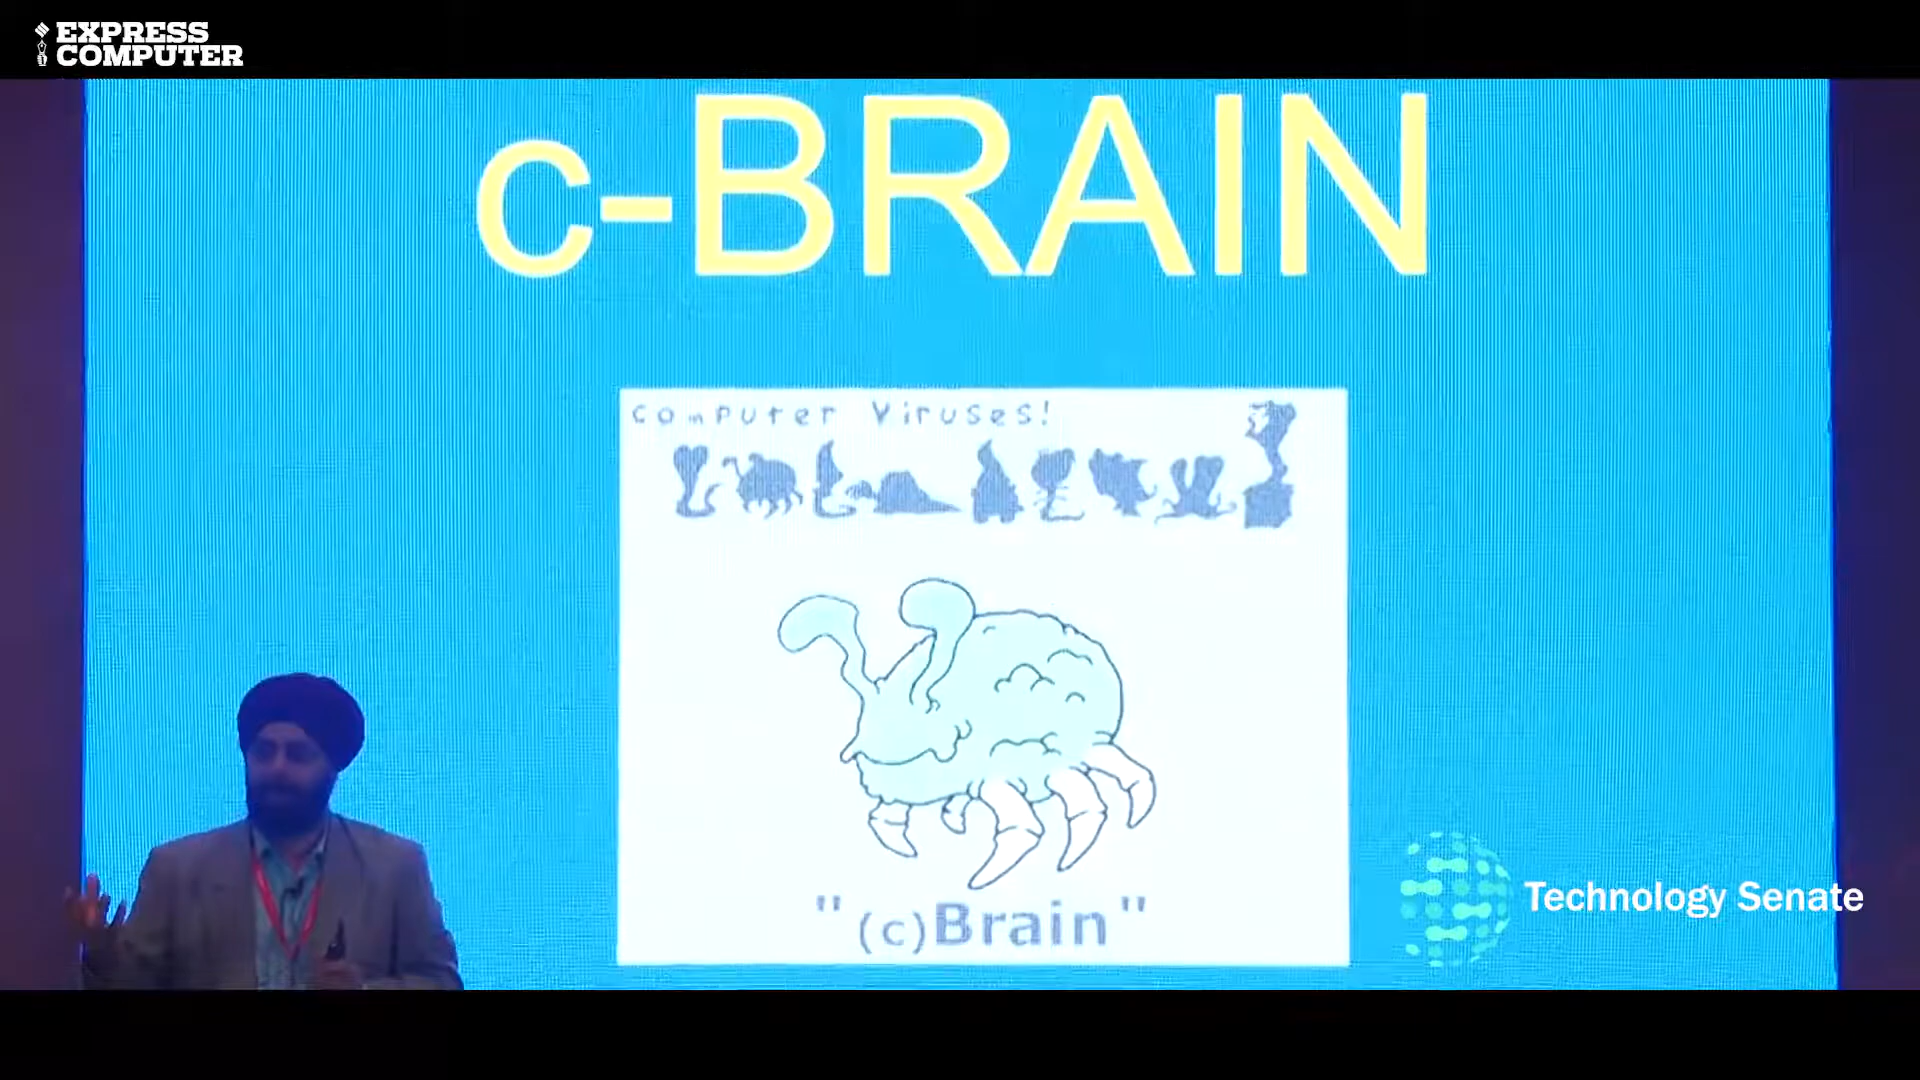 EXPRESS
COMPUTER
c-BRAIN
Computer Viruses!
"(c)Brain"
Technology Senate